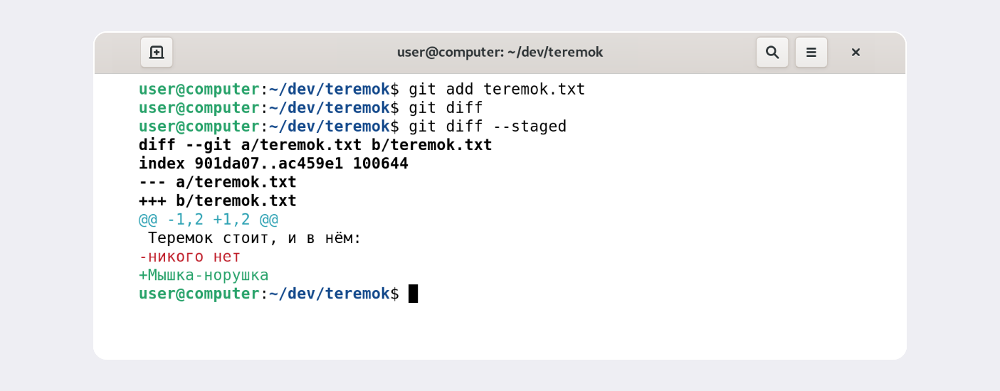 user@computer: ~/dev/teremok
user@computer:~/dev/teremok$ git add teremok.txt
user@computer:~/dev/teremok$ git diff
user@computer:~/dev/teremok$ git diff --staged
diff --git a/teremok.txt b/teremok.txt
index 901da07..ac459e1 100644
--- a/teremok.txt
+++ b/teremok.txt
@@ -1,2 +1,2 @@
 Теремок стоит, и в нём:
-никого нет
+Мышка-норушка
user@computer:~/dev/teremok$